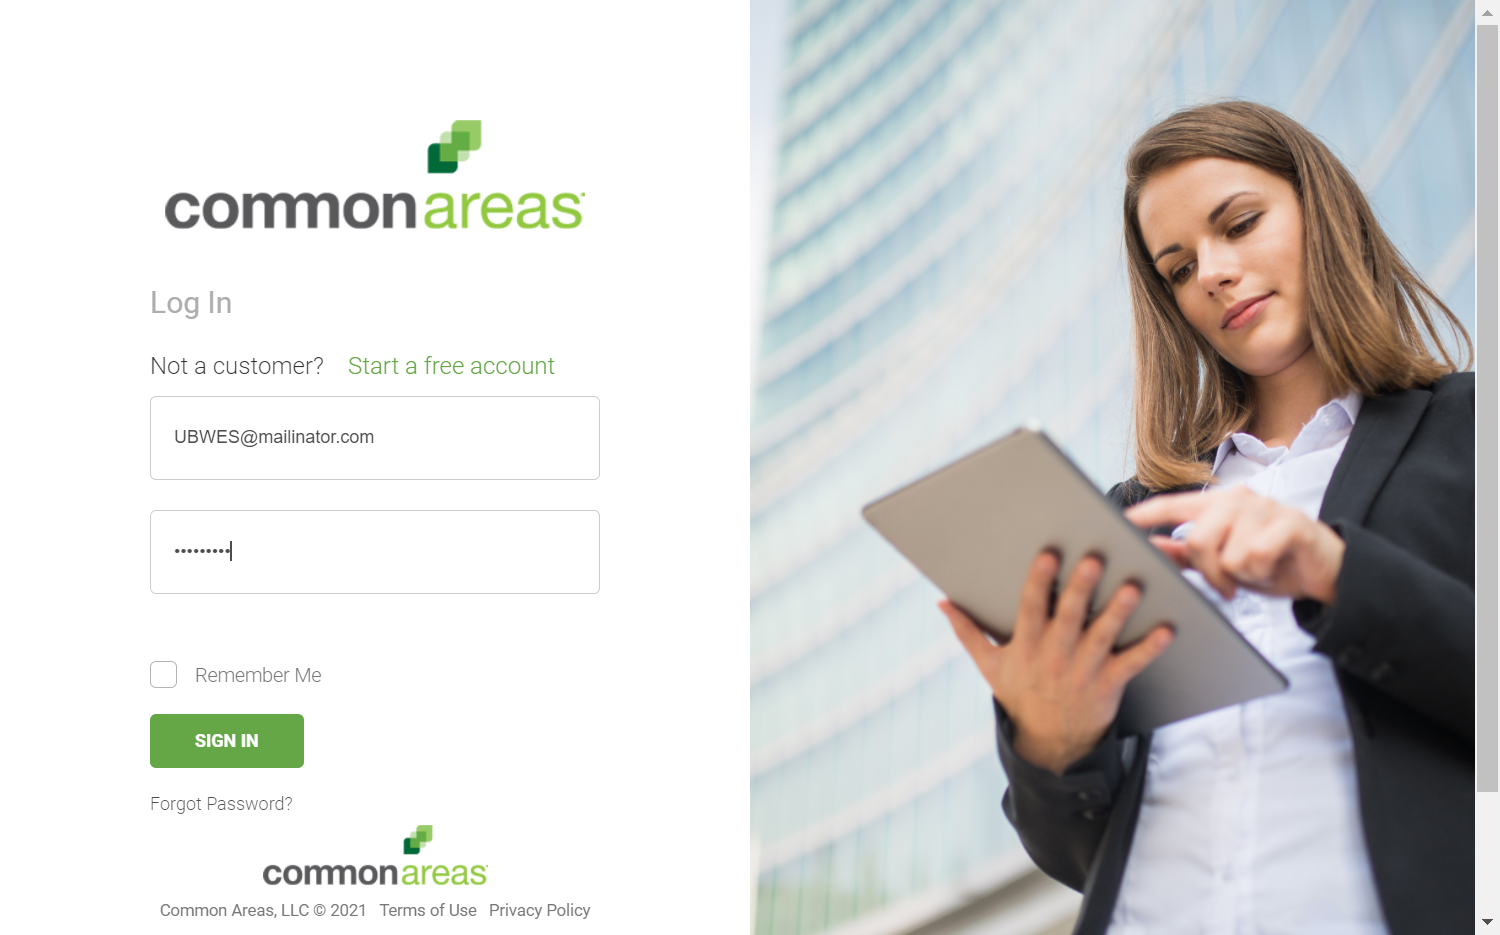 commonareas
Log In
Not a customer? Start a free account
UBWES@mailinator.com
•••••••••
Remember Me
SIGN IN
Forgot Password?
commonareas
Common Areas, LLC © 2021 Terms of Use Privacy Policy